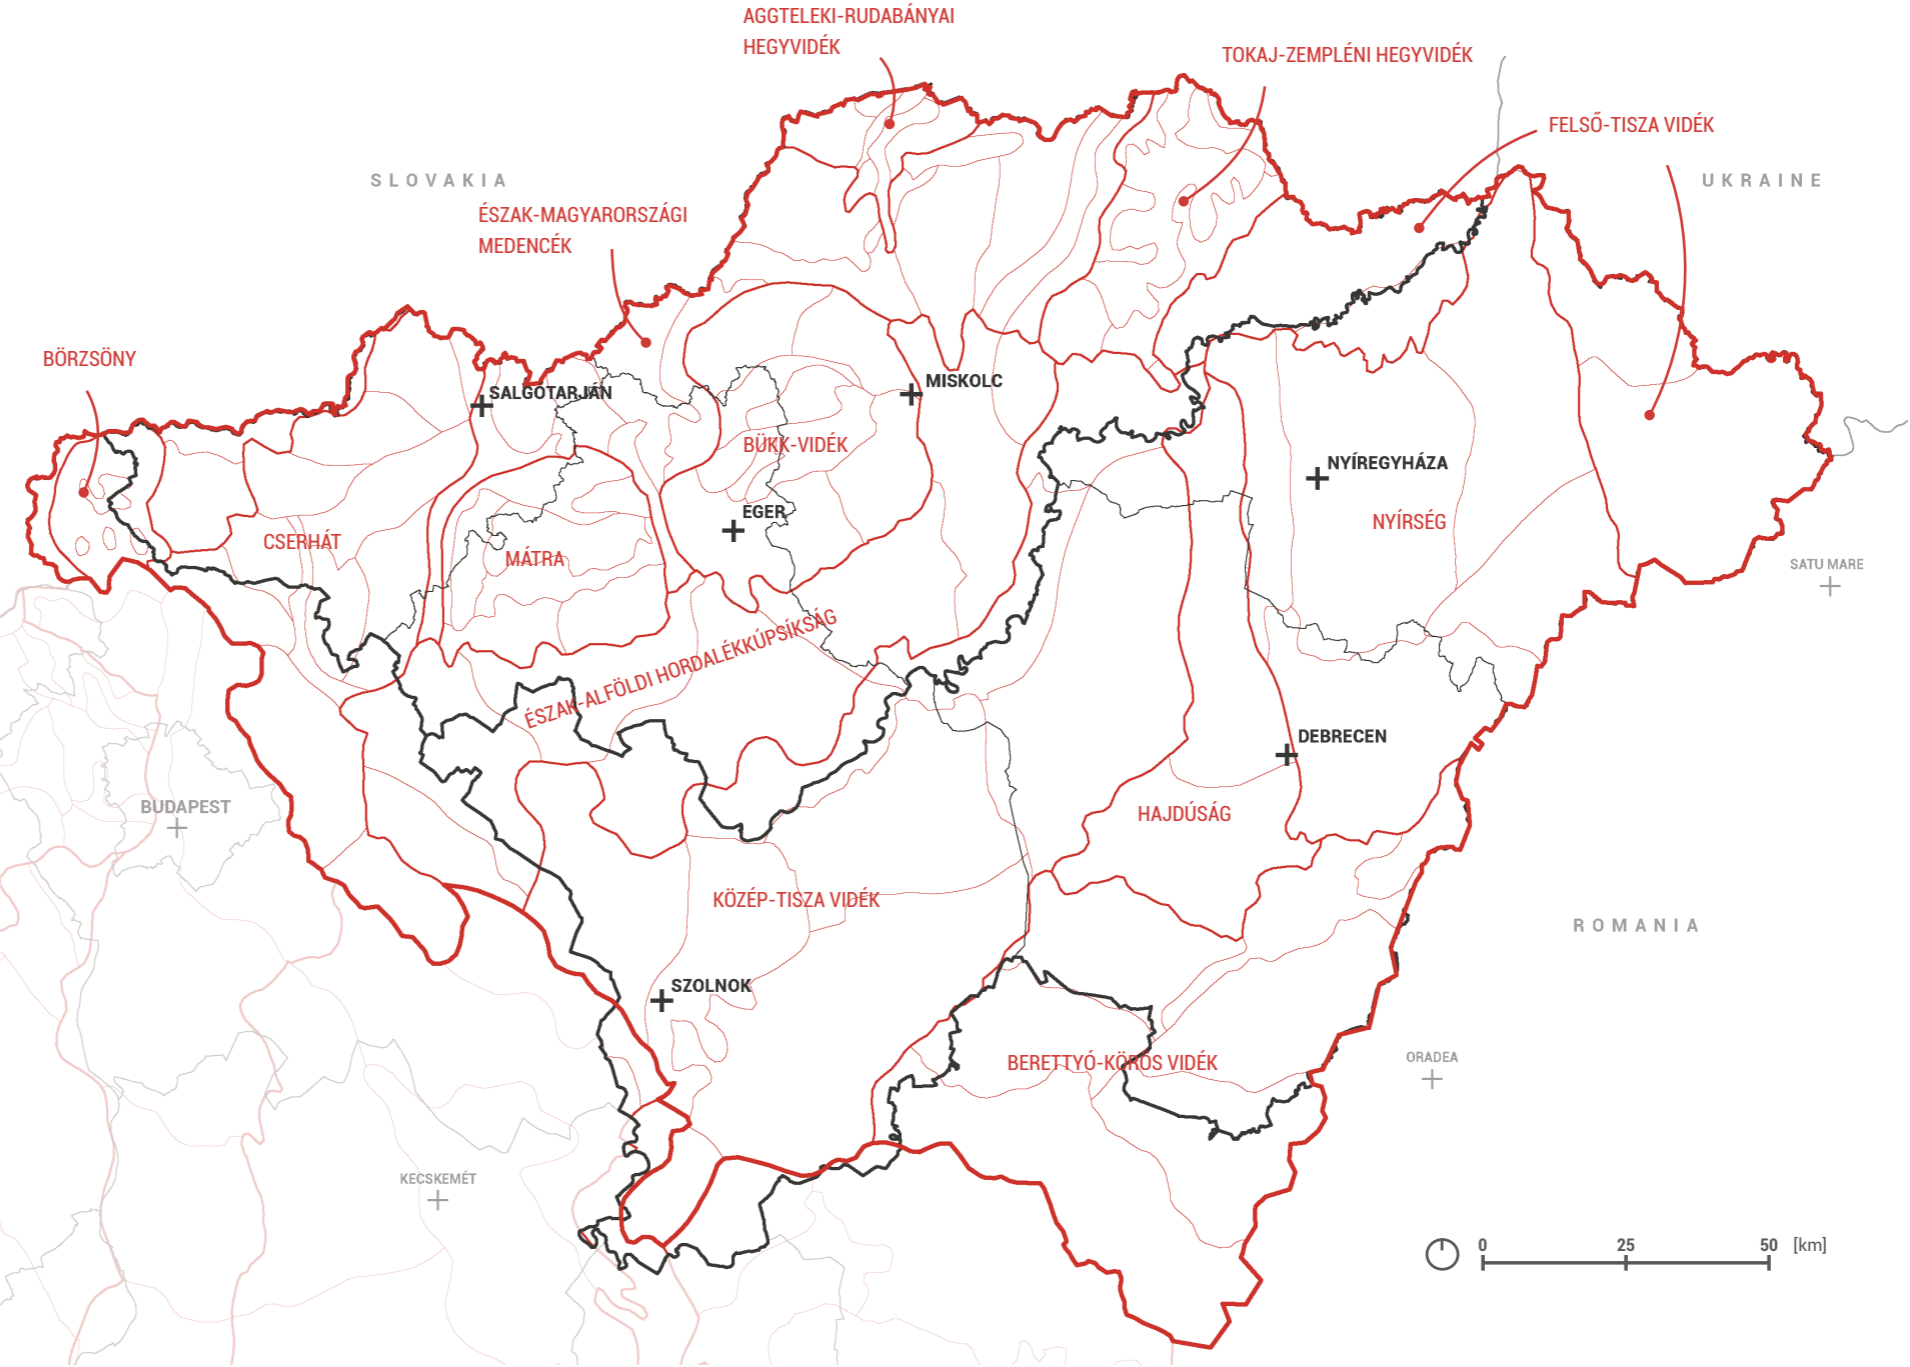 AGGTELEKI-RUDABÁNYAI
HEGYVIDÉK
TOKAJ-ZEMPLÉNI HEGYVIDÉK
FELSŐ-TISZA VIDÉK
SLOVAKIA
UKRAINE
ÉSZAK-MAGYARORSZÁGI
MEDENCÉK
BÖRZSÖNY
SALGÓTARJÁN
MISKOLC
BÜKK-VIDÉK
NYÍREGYHÁZA
EGER
NYÍRSÉG
CSERHÁT
MÁTRA
SATU MARE
ÉSZAK-ALFÖLDI HORDALÉKKÚPSÍKSÁG
DEBRECEN
BUDAPEST
HAJDÚSÁG
KÖZÉP-TISZA VIDÉK
ROMANIA
SZOLNOK
BERETTYÓ-KÖRÖS VIDÉK
ORADEA
KECSKEMÉT
0 25 50 [km]